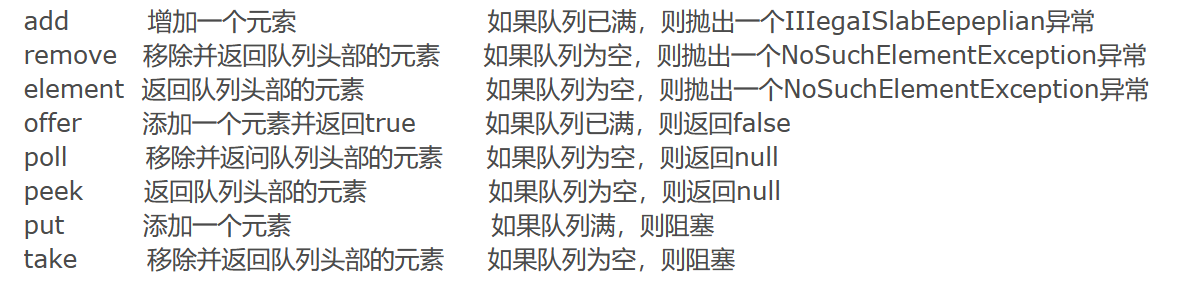 add 增加一个元索 如果队列已满，则抛出一个IIIegaISlabEepeplian异常
remove 移除并返回队列头部的元素 如果队列为空，则抛出一个NoSuchElementException异常
element 返回队列头部的元素 如果队列为空，则抛出一个NoSuchElementException异常
offer 添加一个元素并返回true 如果队列已满，则返回false
poll 移除并返问队列头部的元素 如果队列为空，则返回null
peek 返回队列头部的元素 如果队列为空，则返回null
put 添加一个元素 如果队列满，则阻塞
take 移除并返回队列头部的元素 如果队列为空，则阻塞